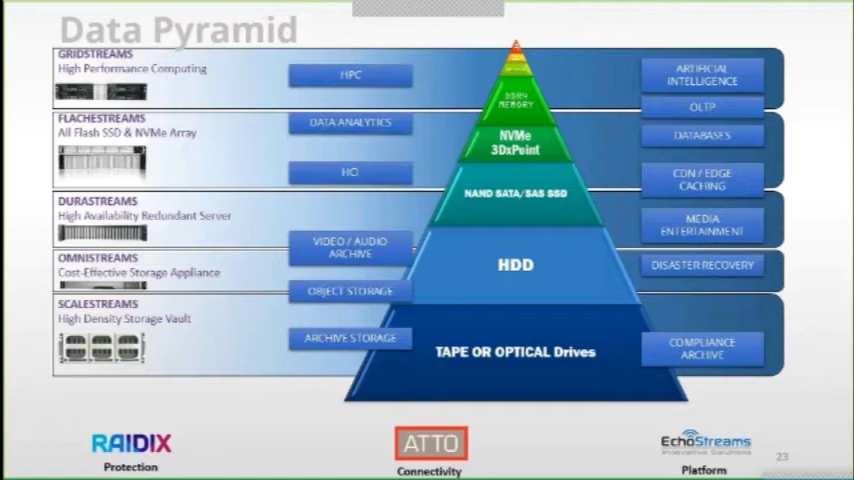 Data Pyramid
GRIDSTREAMS
High Performance Computing
FLACHESTREAMS
All Flash SSD & NVMe Array
DURASTREAMS
High Availability Redundant Server
OMNISTREAMS
Cost-Effective Storage Appliance
SCALESTREAMS
High Density Storage Vault
HPC
DATA ANALYTICS
HCI
VIDEO / AUDIO
ARCHIVE
OBJECT STORAGE
ARCHIVE STORAGE
DDR4
MEMORY
NVMe
3DxPoint
NAND SATA/SAS SSD
HDD
TAPE OR OPTICAL Drives
ARTIFICIAL
INTELLIGENCE
OLTP
DATABASES
CDN / EDGE
CACHING
MEDIA
ENTERTAINMENT
DISASTER RECOVERY
COMPLIANCE
ARCHIVE
RAIDIX
Protection
ATTO
Connectivity
EchoStreams
Innovative Solutions
Platform
23